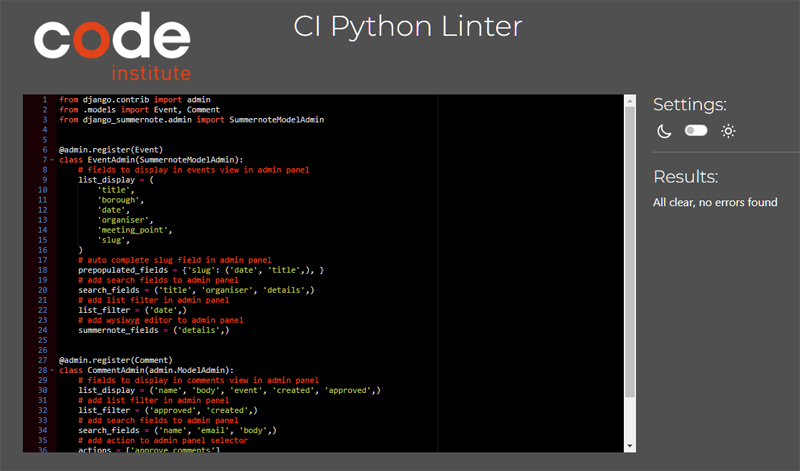 code
institute
CI Python Linter
1 from django.contrib import admin
2 from .models import Event, Comment
3 from django_summernote.admin import SummernoteModelAdmin
4
5
6 @admin.register(Event)
7 class EventAdmin(SummernoteModelAdmin):
8 # fields to display in events view in admin panel
9 list_display = (
10 'title',
11 'borough',
12 'date',
13 'organiser',
14 'meeting_point',
15 'slug',
16 )
17 # auto complete slug field in admin panel
18 prepopulated_fields = {'slug': ('date', 'title',), }
19 # add search fields to admin panel
20 search_fields = ('title', 'organiser', 'details',)
21 # add list filter in admin panel
22 list_filter = ('date',)
23 # add wysiwyg editor to admin panel
24 summernote_fields = ('details',)
25
26
27 @admin.register(Comment)
28 class CommentAdmin(admin.ModelAdmin):
29 # fields to display in comments view in admin panel
30 list_display = ('name', 'body', 'event', 'created', 'approved',)
31 # add list filter in admin panel
32 list_filter = ('approved', 'created',)
33 # add search fields to admin panel
34 search_fields = ('name', 'email', 'body',)
35 # add action to admin panel selector
36 actions = ['approve_comments']
Settings:
Results:
All clear, no errors found